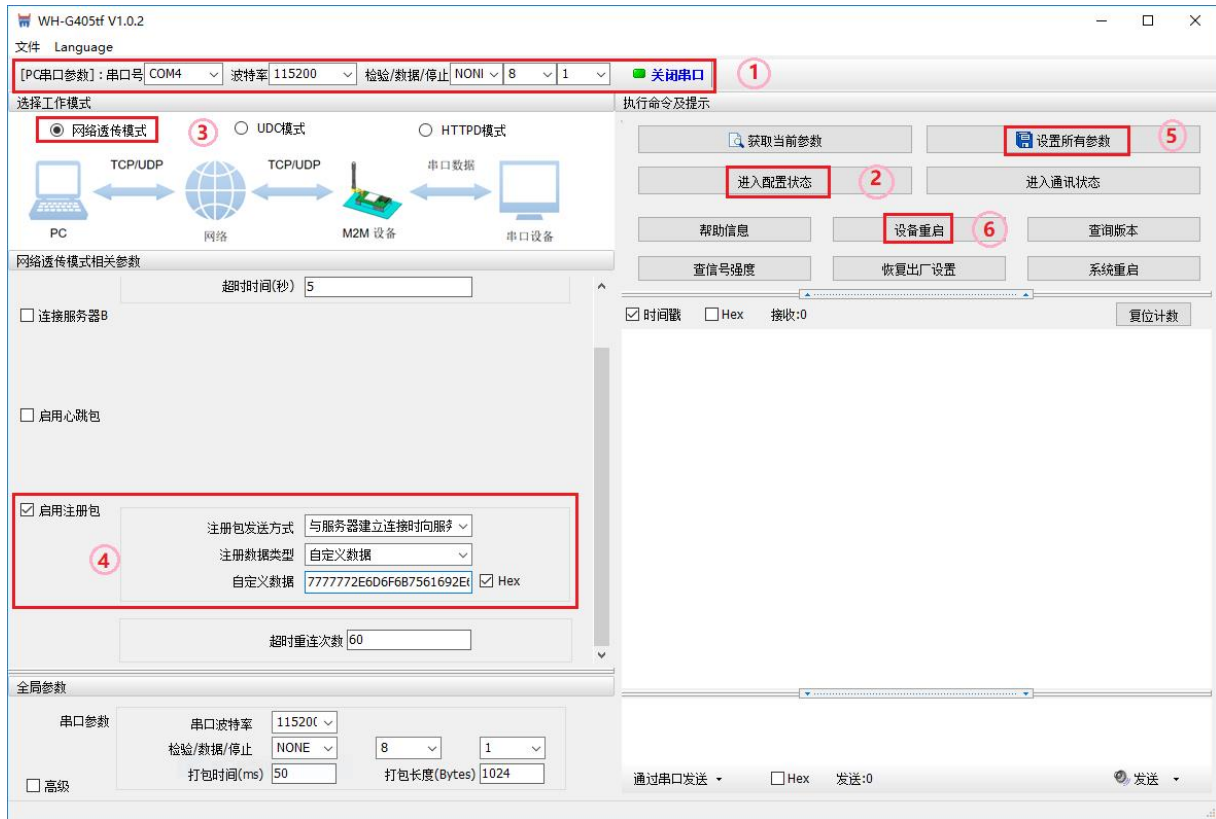 WH-G405tf V1.0.2
文件 Language
[PC串口参数]：串口号 COM4 波特率 115200 检验/数据/停止 NONI 8 1 关闭串口 1
选择工作模式
网络透传模式 3 UDC模式 HTTPD模式
TCP/UDP TCP/UDP 串口数据
PC 网络 M2M 设备 串口设备
网络透传模式相关参数
超时时间(秒) 5
连接服务器B
启用心跳包
启用注册包
注册包发送方式 与服务器建立连接时向服务
4 注册数据类型 自定义数据
自定义数据 7777772E6D6F6B7561692E6 Hex
超时重连次数 60
全局参数
串口参数 串口波特率 11520(
检验/数据/停止 NONE 8 1
打包时间(ms) 50 打包长度(Bytes) 1024
高级
执行命令及提示
获取当前参数 设置所有参数 5
进入配置状态 2 进入通讯状态
帮助信息 设备重启 6 查询版本
查信号强度 恢复出厂设置 系统重启
时间戳 Hex 接收:0 复位计数
通过串口发送 Hex 发送:0 发送